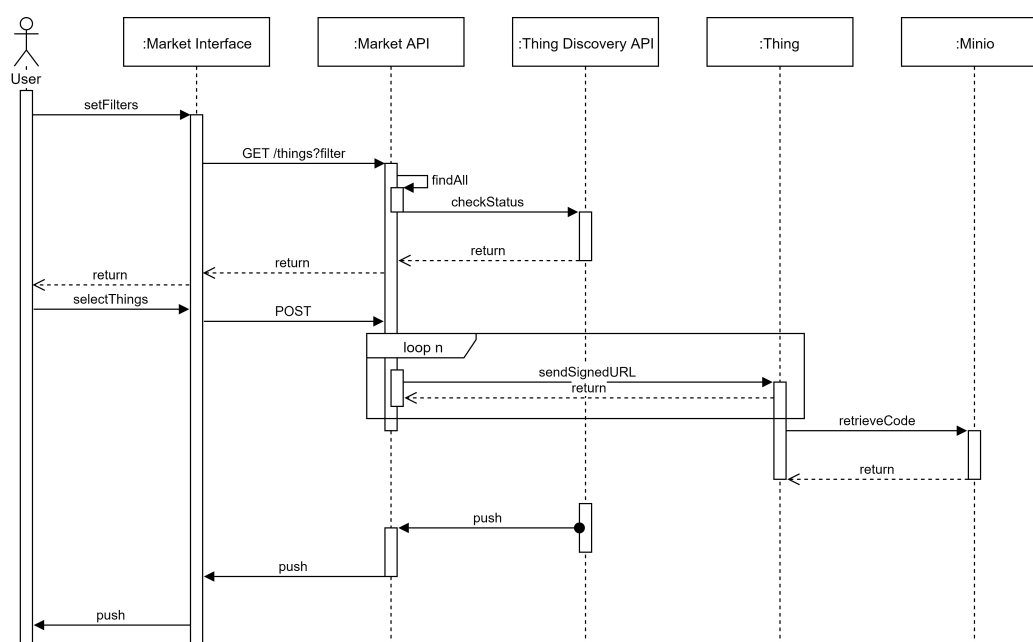 :Market Interface
:Market API
:Thing Discovery API
:Thing
:Minio
User
setFilters
GET /things?filter
findAll
checkStatus
return
return
return
selectThings
POST
loop n
sendSignedURL
return
retrieveCode
return
push
push
push